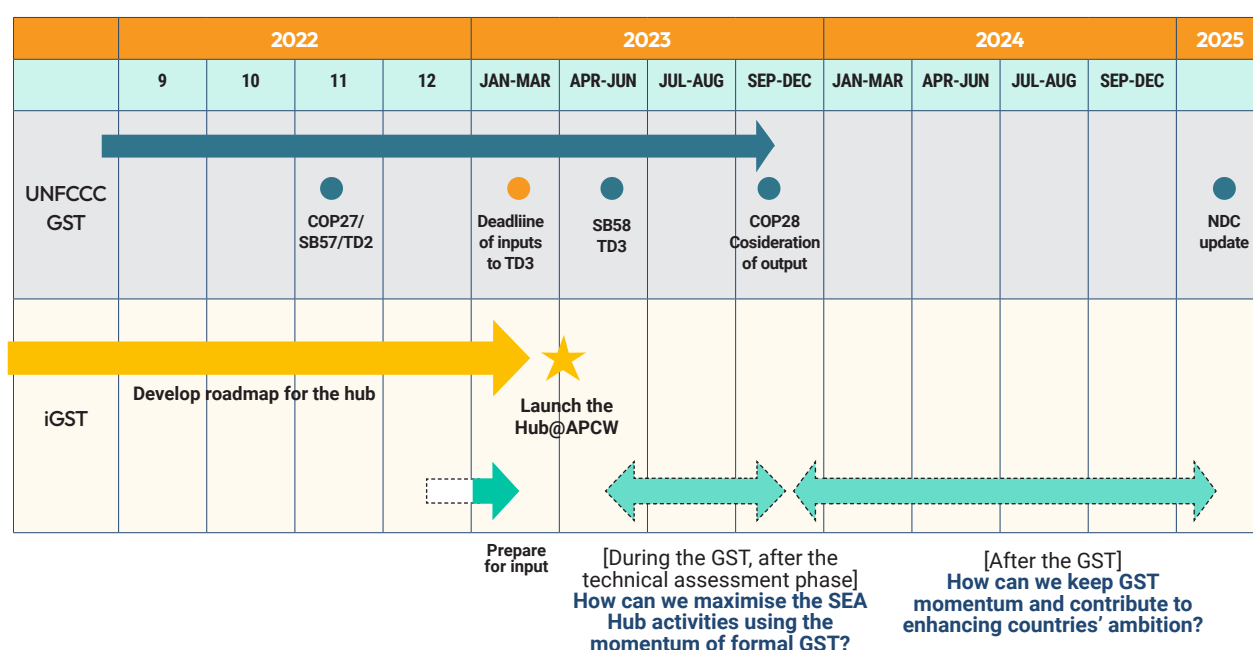 2022 2023 2024 2025
9 10 11 12 JAN-MAR APR-JUN JUL-AUG SEP-DEC JAN-MAR APR-JUN JUL-AUG SEP-DEC
UNFCCC
GST
COP27/
SB57/TD2
Deadliine
of inputs
to TD3
SB58
TD3
COP28
Cosideration
of output
NDC
update
iGST
Develop roadmap for the hub
Launch the
Hub@APCW
Prepare
for input
[During the GST, after the
technical assessment phase]
How can we maximise the SEA
Hub activities using the
momentum of formal GST?
[After the GST]
How can we keep GST
momentum and contribute to
enhancing countries’ ambition?